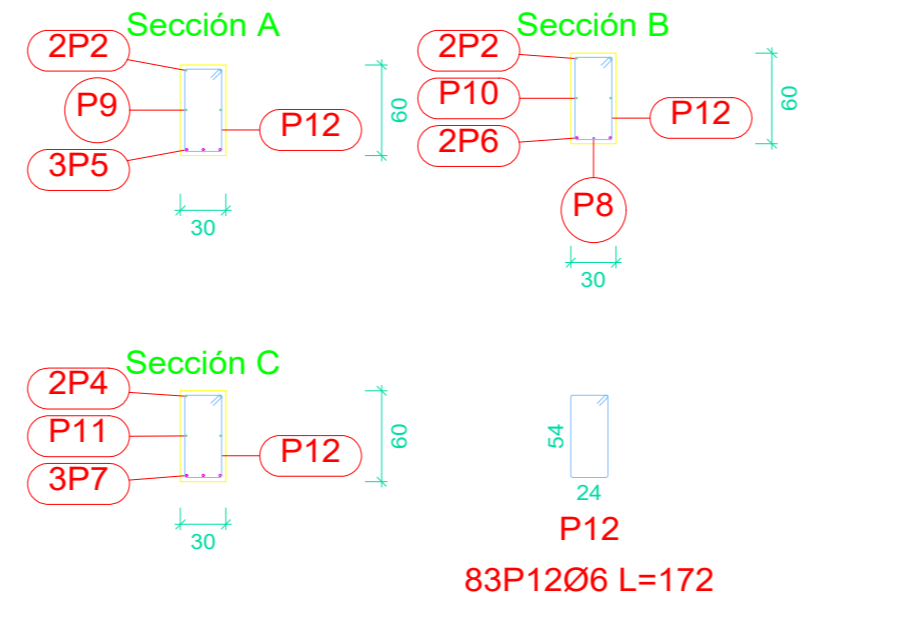 Sección A
2P2
P9
3P5
P12
60
30
Sección B
2P2
P10
2P6
P12
P8
60
30
Sección C
2P4
P11
3P7
P12
60
30
54
24
P12
83P12Ø6 L=172